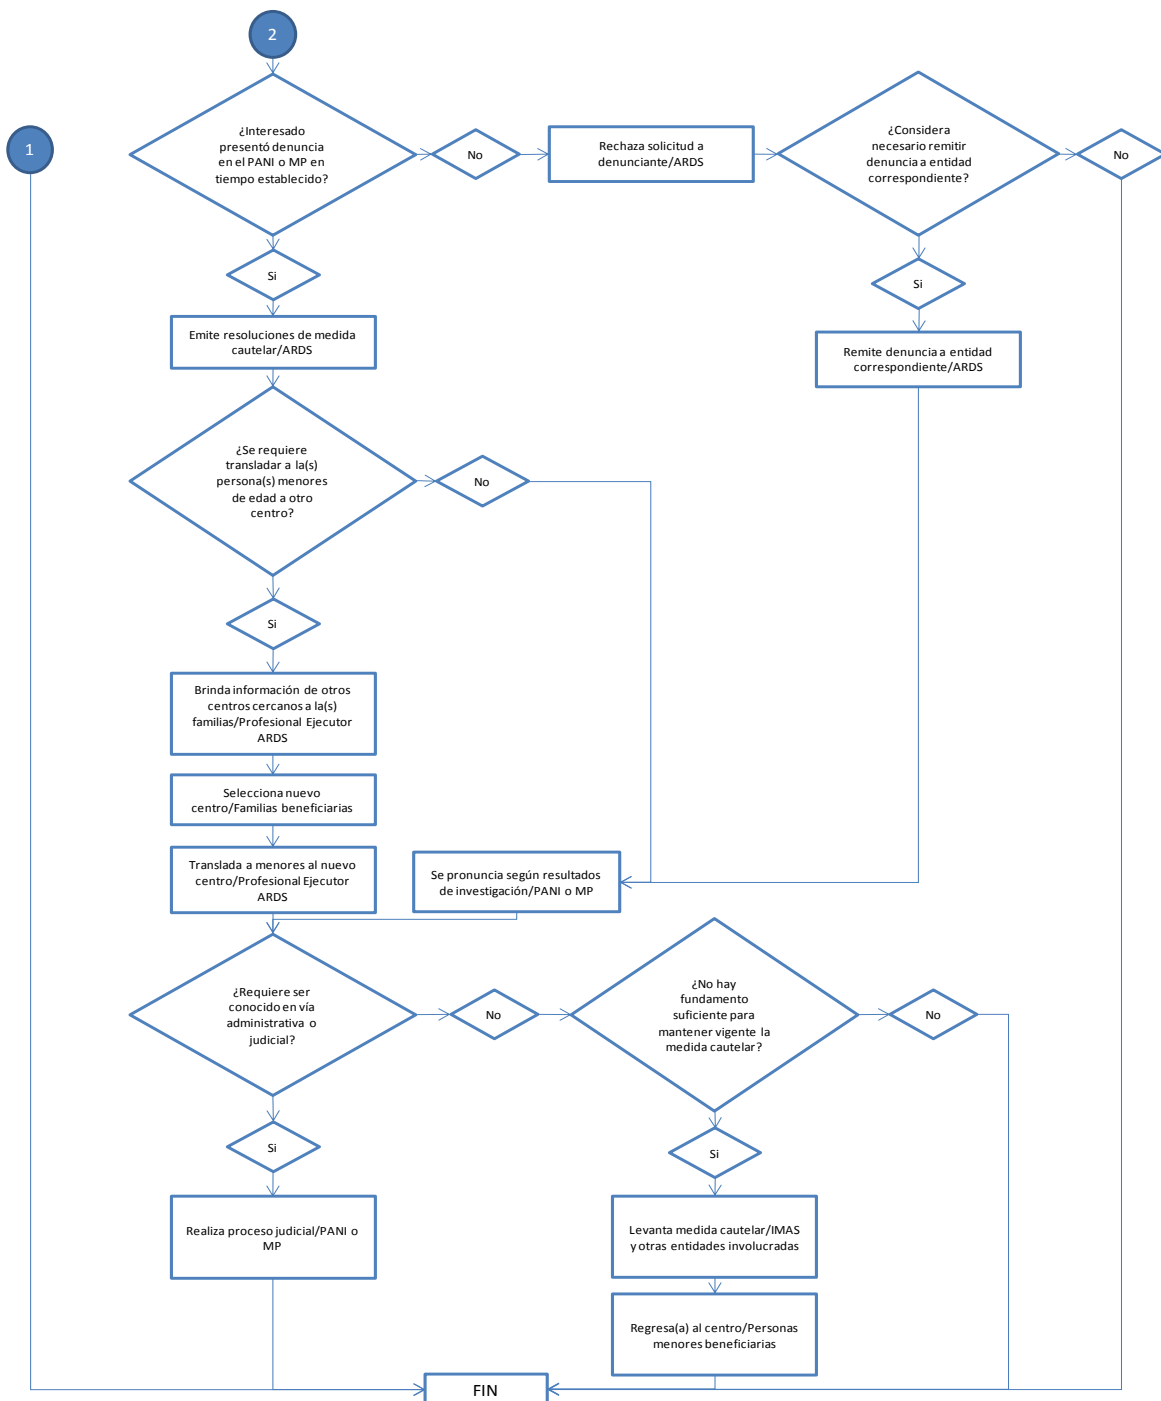 2
1
¿Interesado
presentó denuncia
en el PANI o MP en
tiempo establecido?
No
Rechaza solicitud a
denunciante/ARDS
¿Considera
necesario remitir
denuncia a entidad
correspondiente?
No
Si
Si
Emite resoluciones de medida
cautelar/ARDS
Remite denuncia a entidad
correspondiente/ARDS
¿Se requiere
transladar a la(s)
persona(s) menores
de edad a otro
centro?
No
Si
Brinda información de otros
centros cercanos a la(s)
familias/Profesional Ejecutor
ARDS
Selecciona nuevo
centro/Familias beneficiarias
Translada a menores al nuevo
centro/Profesional Ejecutor
ARDS
Se pronuncia según resultados
de investigación/PANI o MP
¿Requiere ser
conocido en vía
administrativa o
judicial?
No
¿No hay
fundamento
suficiente para
mantener vigente la
medida cautelar?
No
Si
Si
Realiza proceso judicial/PANI o
MP
Levanta medida cautelar/IMAS
y otras entidades involucradas
Regresa(a) al centro/Personas
menores beneficiarias
FIN